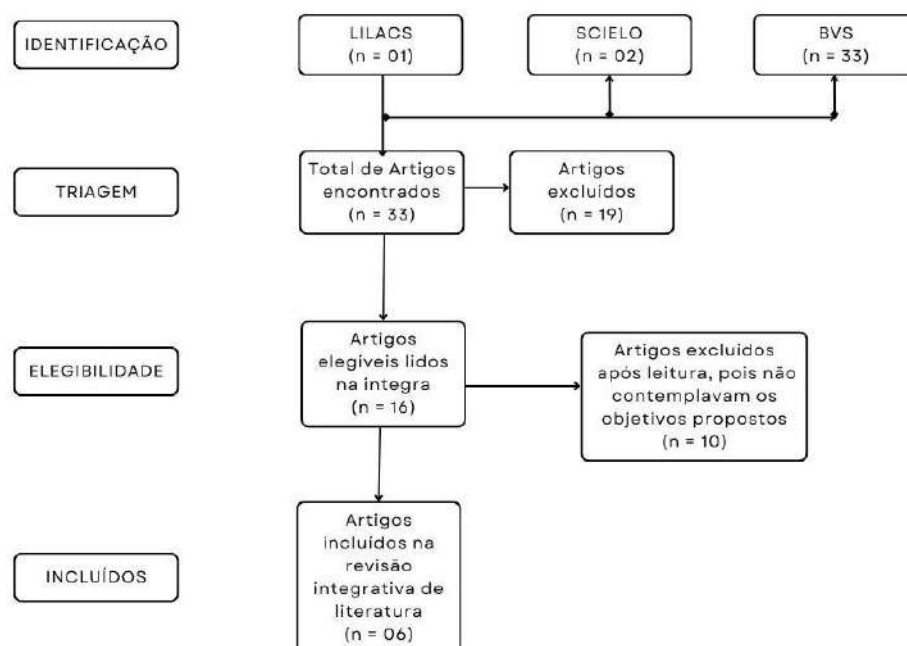 IDENTIFICAÇÃO
LILACS
(n = 01)
SCIELO
(n = 02)
BVS
(n = 33)
TRIAGEM
Total de Artigos
encontrados
(n = 33)
Artigos
excluídos
(n = 19)
ELEGIBILIDADE
Artigos
elegíveis lidos
na integra
(n = 16)
Artigos excluídos
após leitura, pois não
contemplavam os
objetivos propostos
(n = 10)
INCLUÍDOS
Artigos
incluídos na
revisão
integrativa de
literatura
(n = 06)